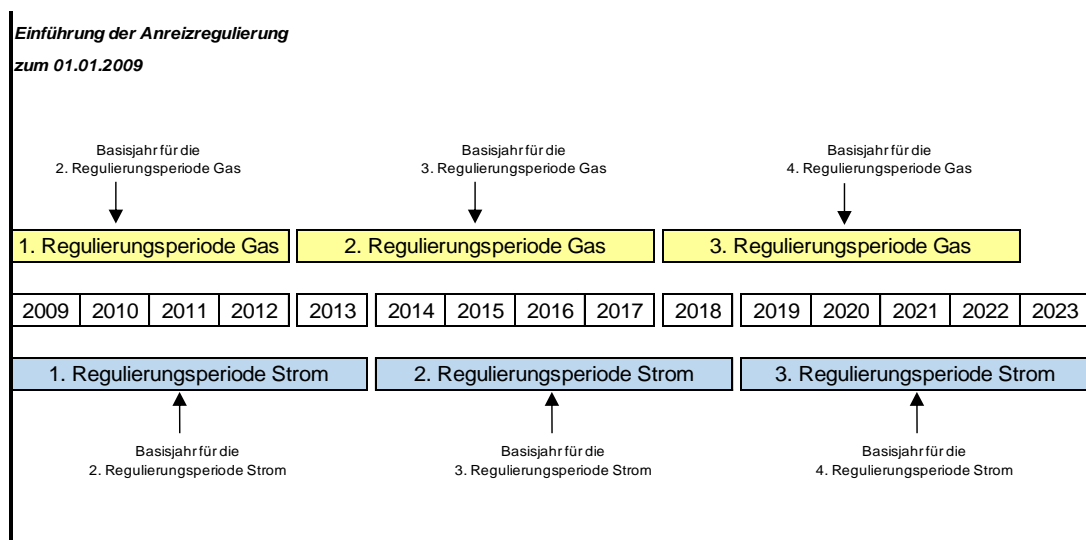 Einführung der Anreizregulierung
zum 01.01.2009
Basisjahr für die
2. Regulierungsperiode Gas
Basisjahr für die
3. Regulierungsperiode Gas
Basisjahr für die
4. Regulierungsperiode Gas
1. Regulierungsperiode Gas
2. Regulierungsperiode Gas
3. Regulierungsperiode Gas
2009 2010 2011 2012 2013 2014 2015 2016 2017 2018 2019 2020 2021 2022 2023
1. Regulierungsperiode Strom
2. Regulierungsperiode Strom
3. Regulierungsperiode Strom
Basisjahr für die
2. Regulierungsperiode Strom
Basisjahr für die
3. Regulierungsperiode Strom
Basisjahr für die
4. Regulierungsperiode Strom